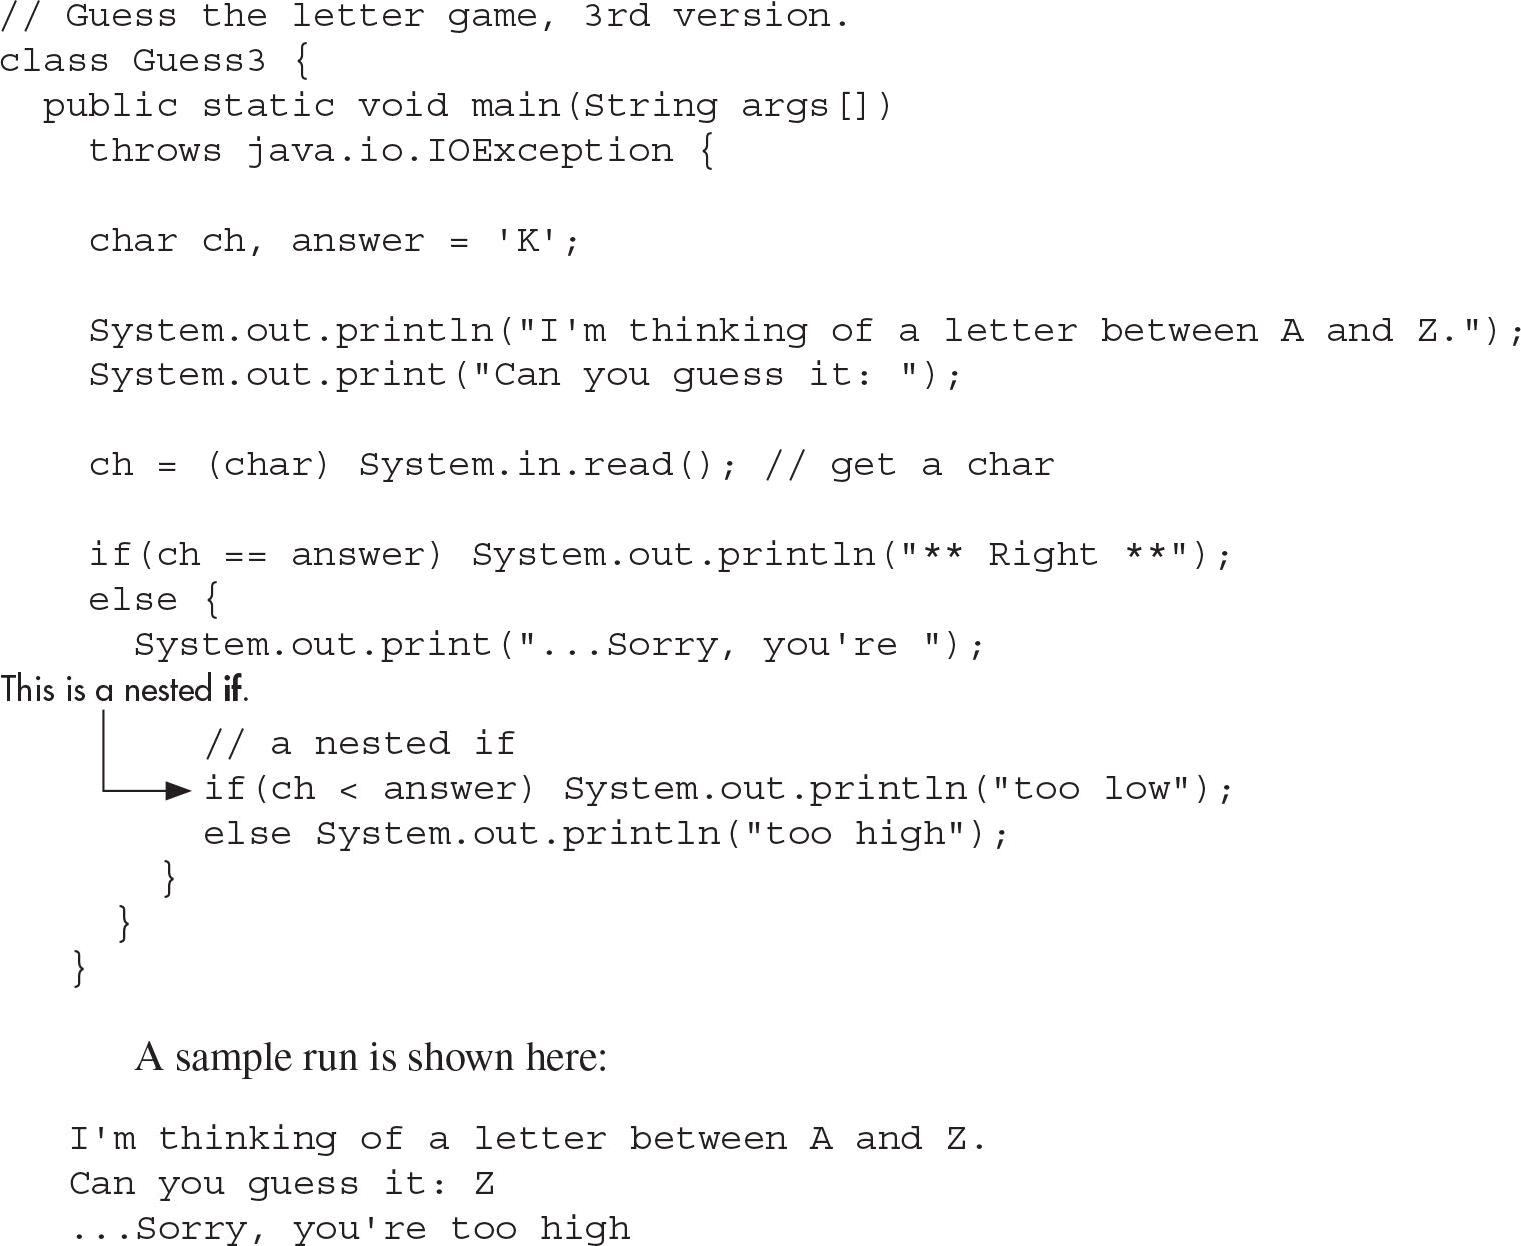 // Guess the letter game, 3rd version.
class Guess3 {
  public static void main(String args[])
    throws java.io.IOException {

    char ch, answer = 'K';

    System.out.println("I'm thinking of a letter between A and Z.");
    System.out.print("Can you guess it: ");

    ch = (char) System.in.read(); // get a char

    if(ch == answer) System.out.println("** Right **");
    else {
      System.out.print("...Sorry, you're ");
This is a nested if.
      // a nested if
      if(ch < answer) System.out.println("too low");
      else System.out.println("too high");
    }
  }
}
A sample run is shown here:
I'm thinking of a letter between A and Z.
Can you guess it: Z
...Sorry, you're too high